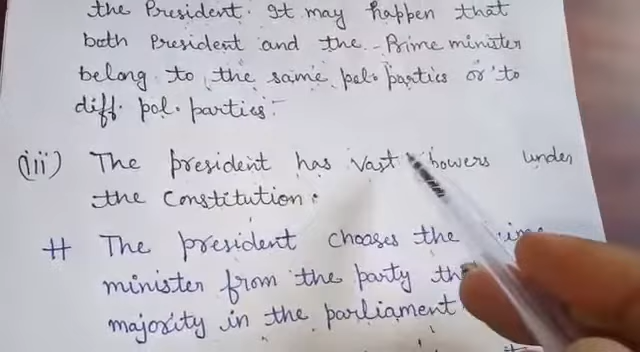 the President. It may happen that
both President and the Prime minister
belong to the same pol. parties or to
diff. pol. parties.
(iii) The president has vast powers under
the Constitution.
# The president chooses the
minister from the party
majority in the parliament